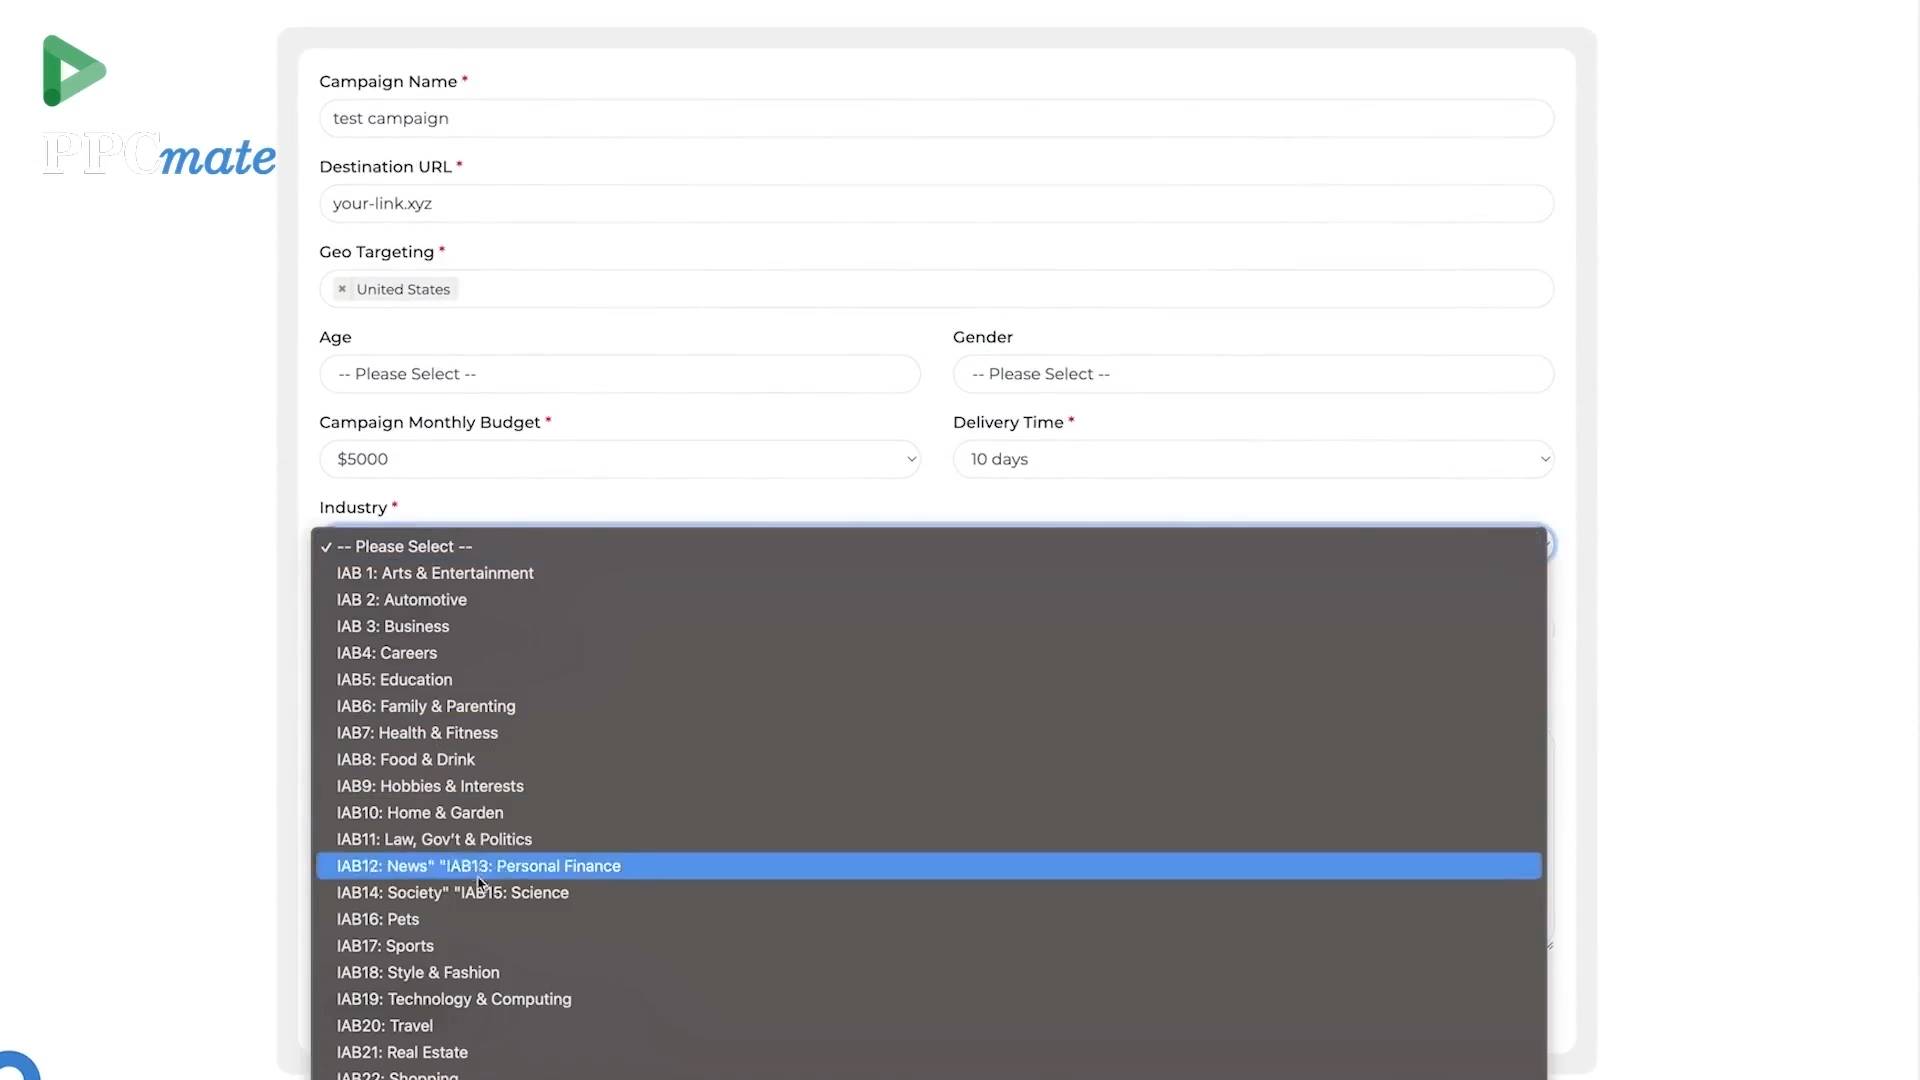 PPCmate
Campaign Name *
test campaign
Destination URL *
your-link.xyz
Geo Targeting *
× United States
Age
Gender
-- Please Select --
-- Please Select --
Campaign Monthly Budget *
Delivery Time *
$5000
10 days
Industry *
✓ -- Please Select --
IAB 1: Arts & Entertainment
IAB 2: Automotive
IAB 3: Business
IAB4: Careers
IAB5: Education
IAB6: Family & Parenting
IAB7: Health & Fitness
IAB8: Food & Drink
IAB9: Hobbies & Interests
IAB10: Home & Garden
IAB11: Law, Gov’t & Politics
IAB12: News" "IAB13: Personal Finance
IAB14: Society" "IAB15: Science
IAB16: Pets
IAB17: Sports
IAB18: Style & Fashion
IAB19: Technology & Computing
IAB20: Travel
IAB21: Real Estate
IAB22: Shopping